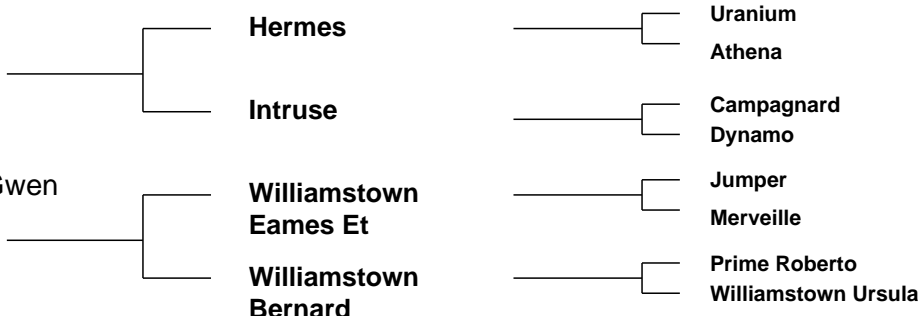 Hermes
Uranium
Athena
Intruse
Campagnard
Dynamo
Williamstown
Eames Et
Jumper
Merveille
Williamstown
Bernard
Prime Roberto
Williamstown Ursula